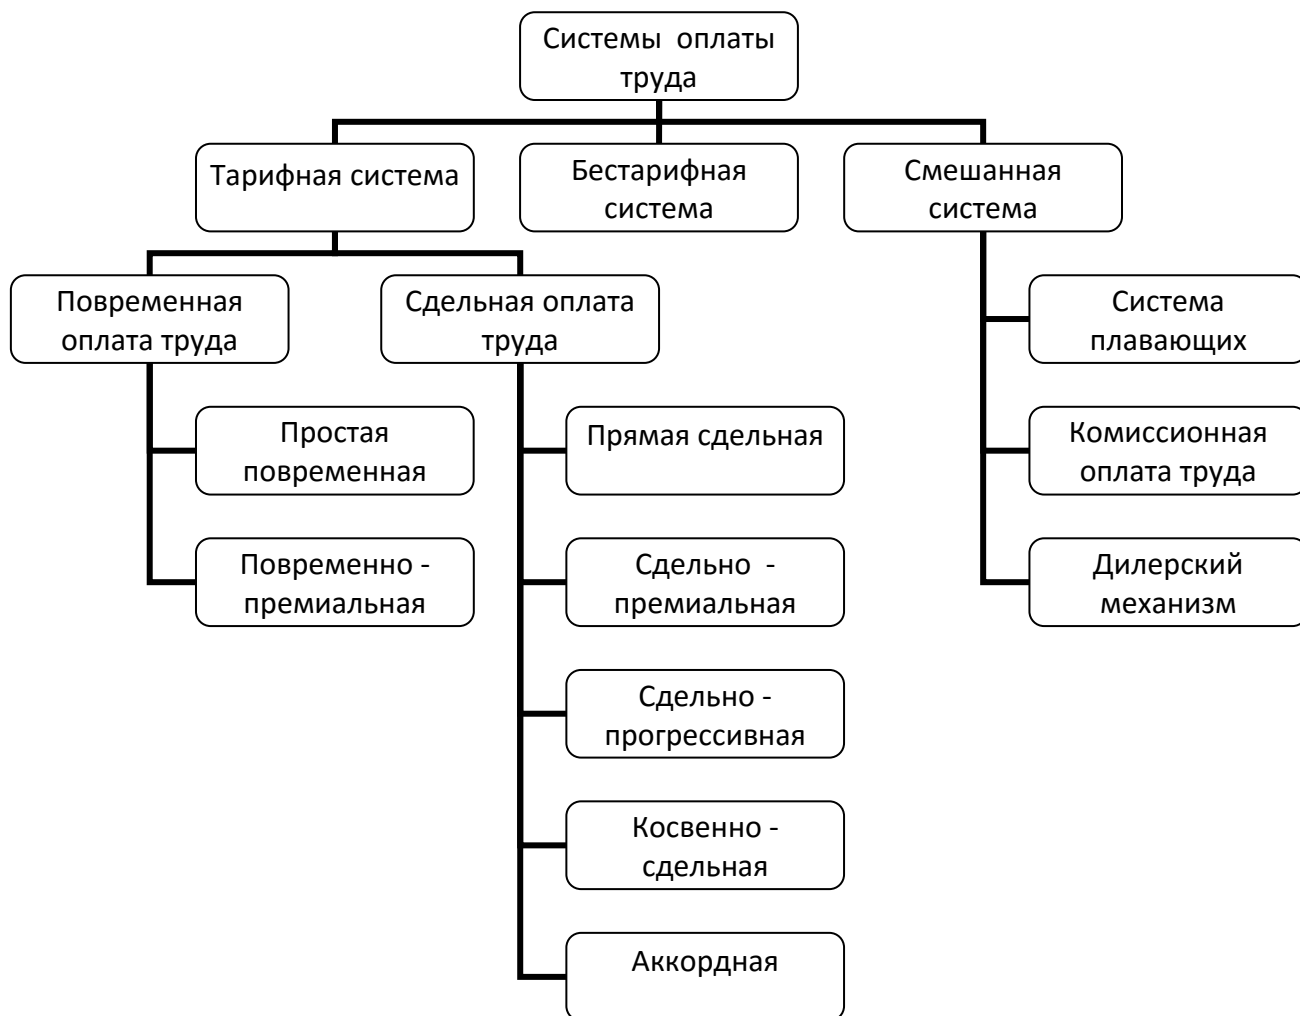 Системы оплаты
труда
Тарифная система
Бестарифная
система
Смешанная
система
Повременная
оплата труда
Сдельная оплата
труда
Система
плавающих
Простая
повременная
Прямая сдельная
Комиссионная
оплата труда
Повременно -
премиальная
Сдельно -
премиальная
Дилерский
механизм
Сдельно -
прогрессивная
Косвенно -
сдельная
Аккордная